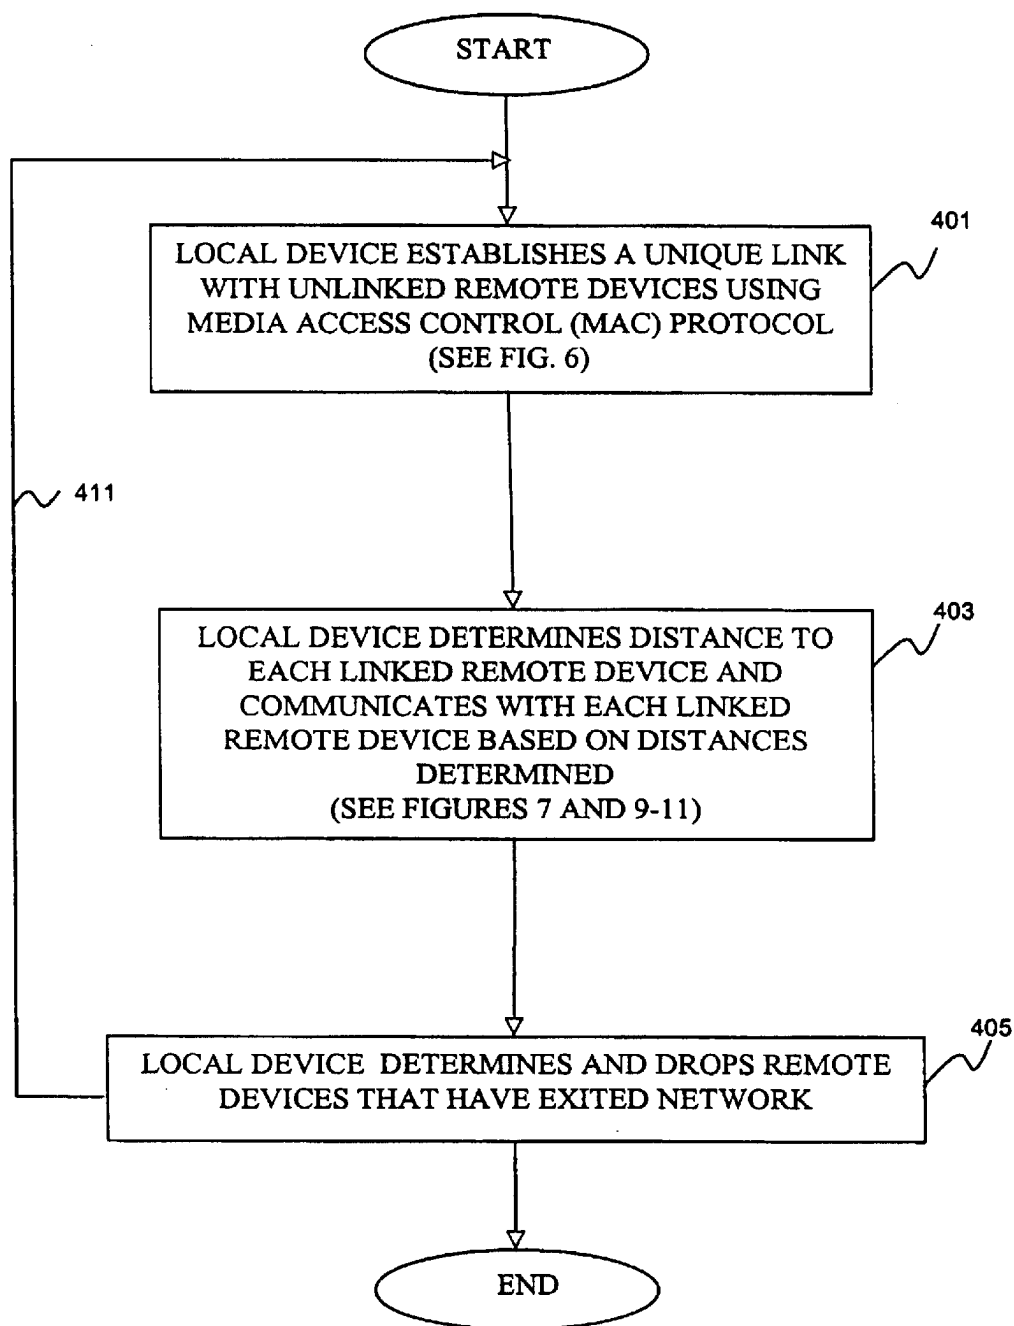 START
401
LOCAL DEVICE ESTABLISHES A UNIQUE LINK
WITH UNLINKED REMOTE DEVICES USING
MEDIA ACCESS CONTROL (MAC) PROTOCOL
(SEE FIG. 6)
411
403
LOCAL DEVICE DETERMINES DISTANCE TO
EACH LINKED REMOTE DEVICE AND
COMMUNICATES WITH EACH LINKED
REMOTE DEVICE BASED ON DISTANCES
DETERMINED
(SEE FIGURES 7 AND 9-11)
405
LOCAL DEVICE DETERMINES AND DROPS REMOTE
DEVICES THAT HAVE EXITED NETWORK
END